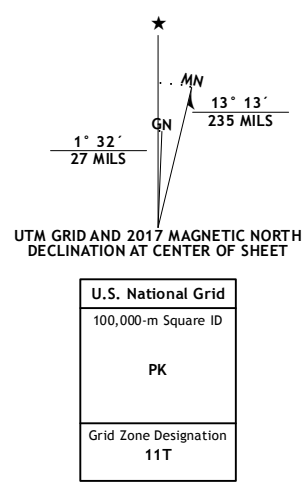 MN
GN
13° 13´
235 MILS
1° 32´
27 MILS
UTM GRID AND 2017 MAGNETIC NORTH
DECLINATION AT CENTER OF SHEET
U.S. National Grid
100,000-m Square ID
PK
Grid Zone Designation
11T